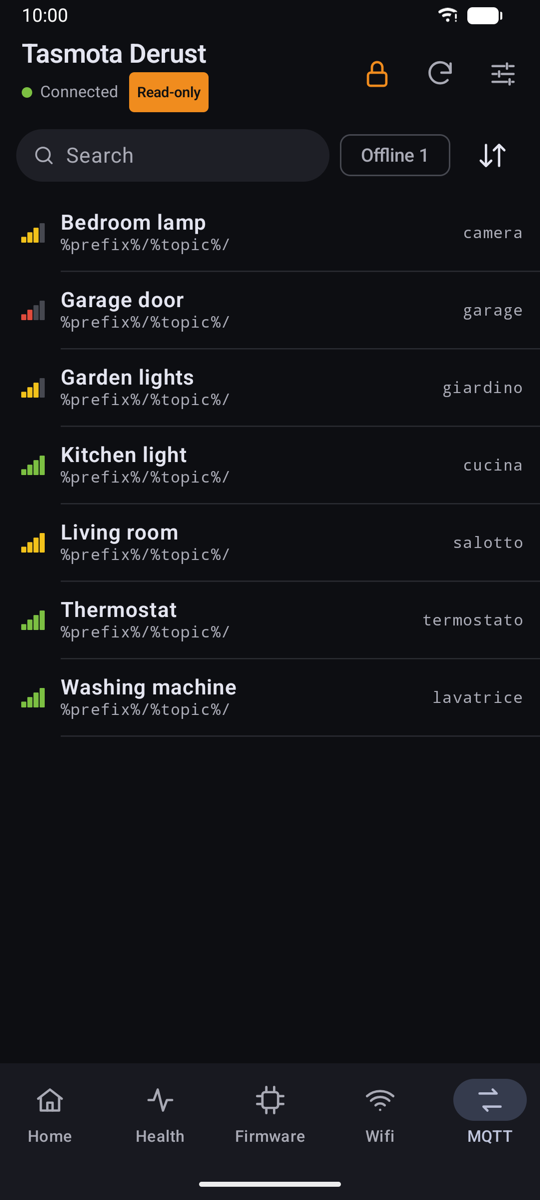 10:00
Tasmota Derust
Connected
Read-only
Search
Offline 1
Bedroom lamp
%prefix%/%topic%/
camera
Garage door
%prefix%/%topic%/
garage
Garden lights
%prefix%/%topic%/
giardino
Kitchen light
%prefix%/%topic%/
cucina
Living room
%prefix%/%topic%/
salotto
Thermostat
%prefix%/%topic%/
termostato
Washing machine
%prefix%/%topic%/
lavatrice
Home
Health
Firmware
Wifi
MQTT